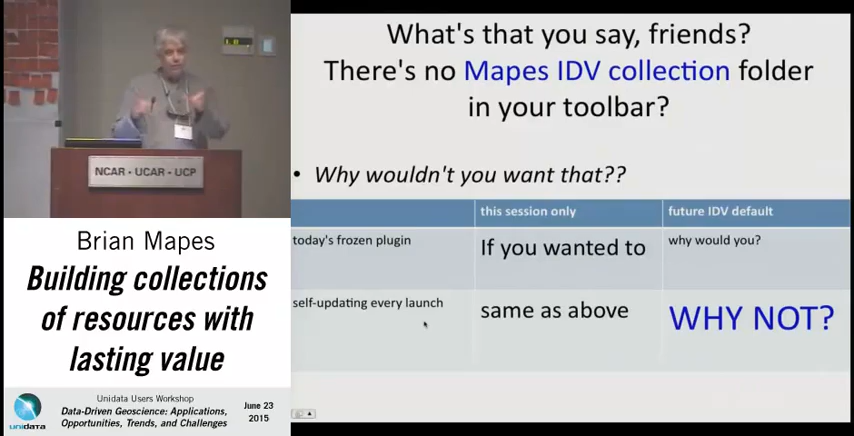 NCAR • UCAR • UCP
Brian Mapes
Building collections
of resources with
lasting value
Unidata Users Workshop
Data-Driven Geoscience: Applications,
Opportunities, Trends, and Challenges
June 23
2015
unidata
What's that you say, friends?
There's no Mapes IDV collection folder
in your toolbar?
• Why wouldn't you want that??
this session only
future IDV default
today's frozen plugin
If you wanted to
why would you?
self-updating every launch
same as above
WHY NOT?